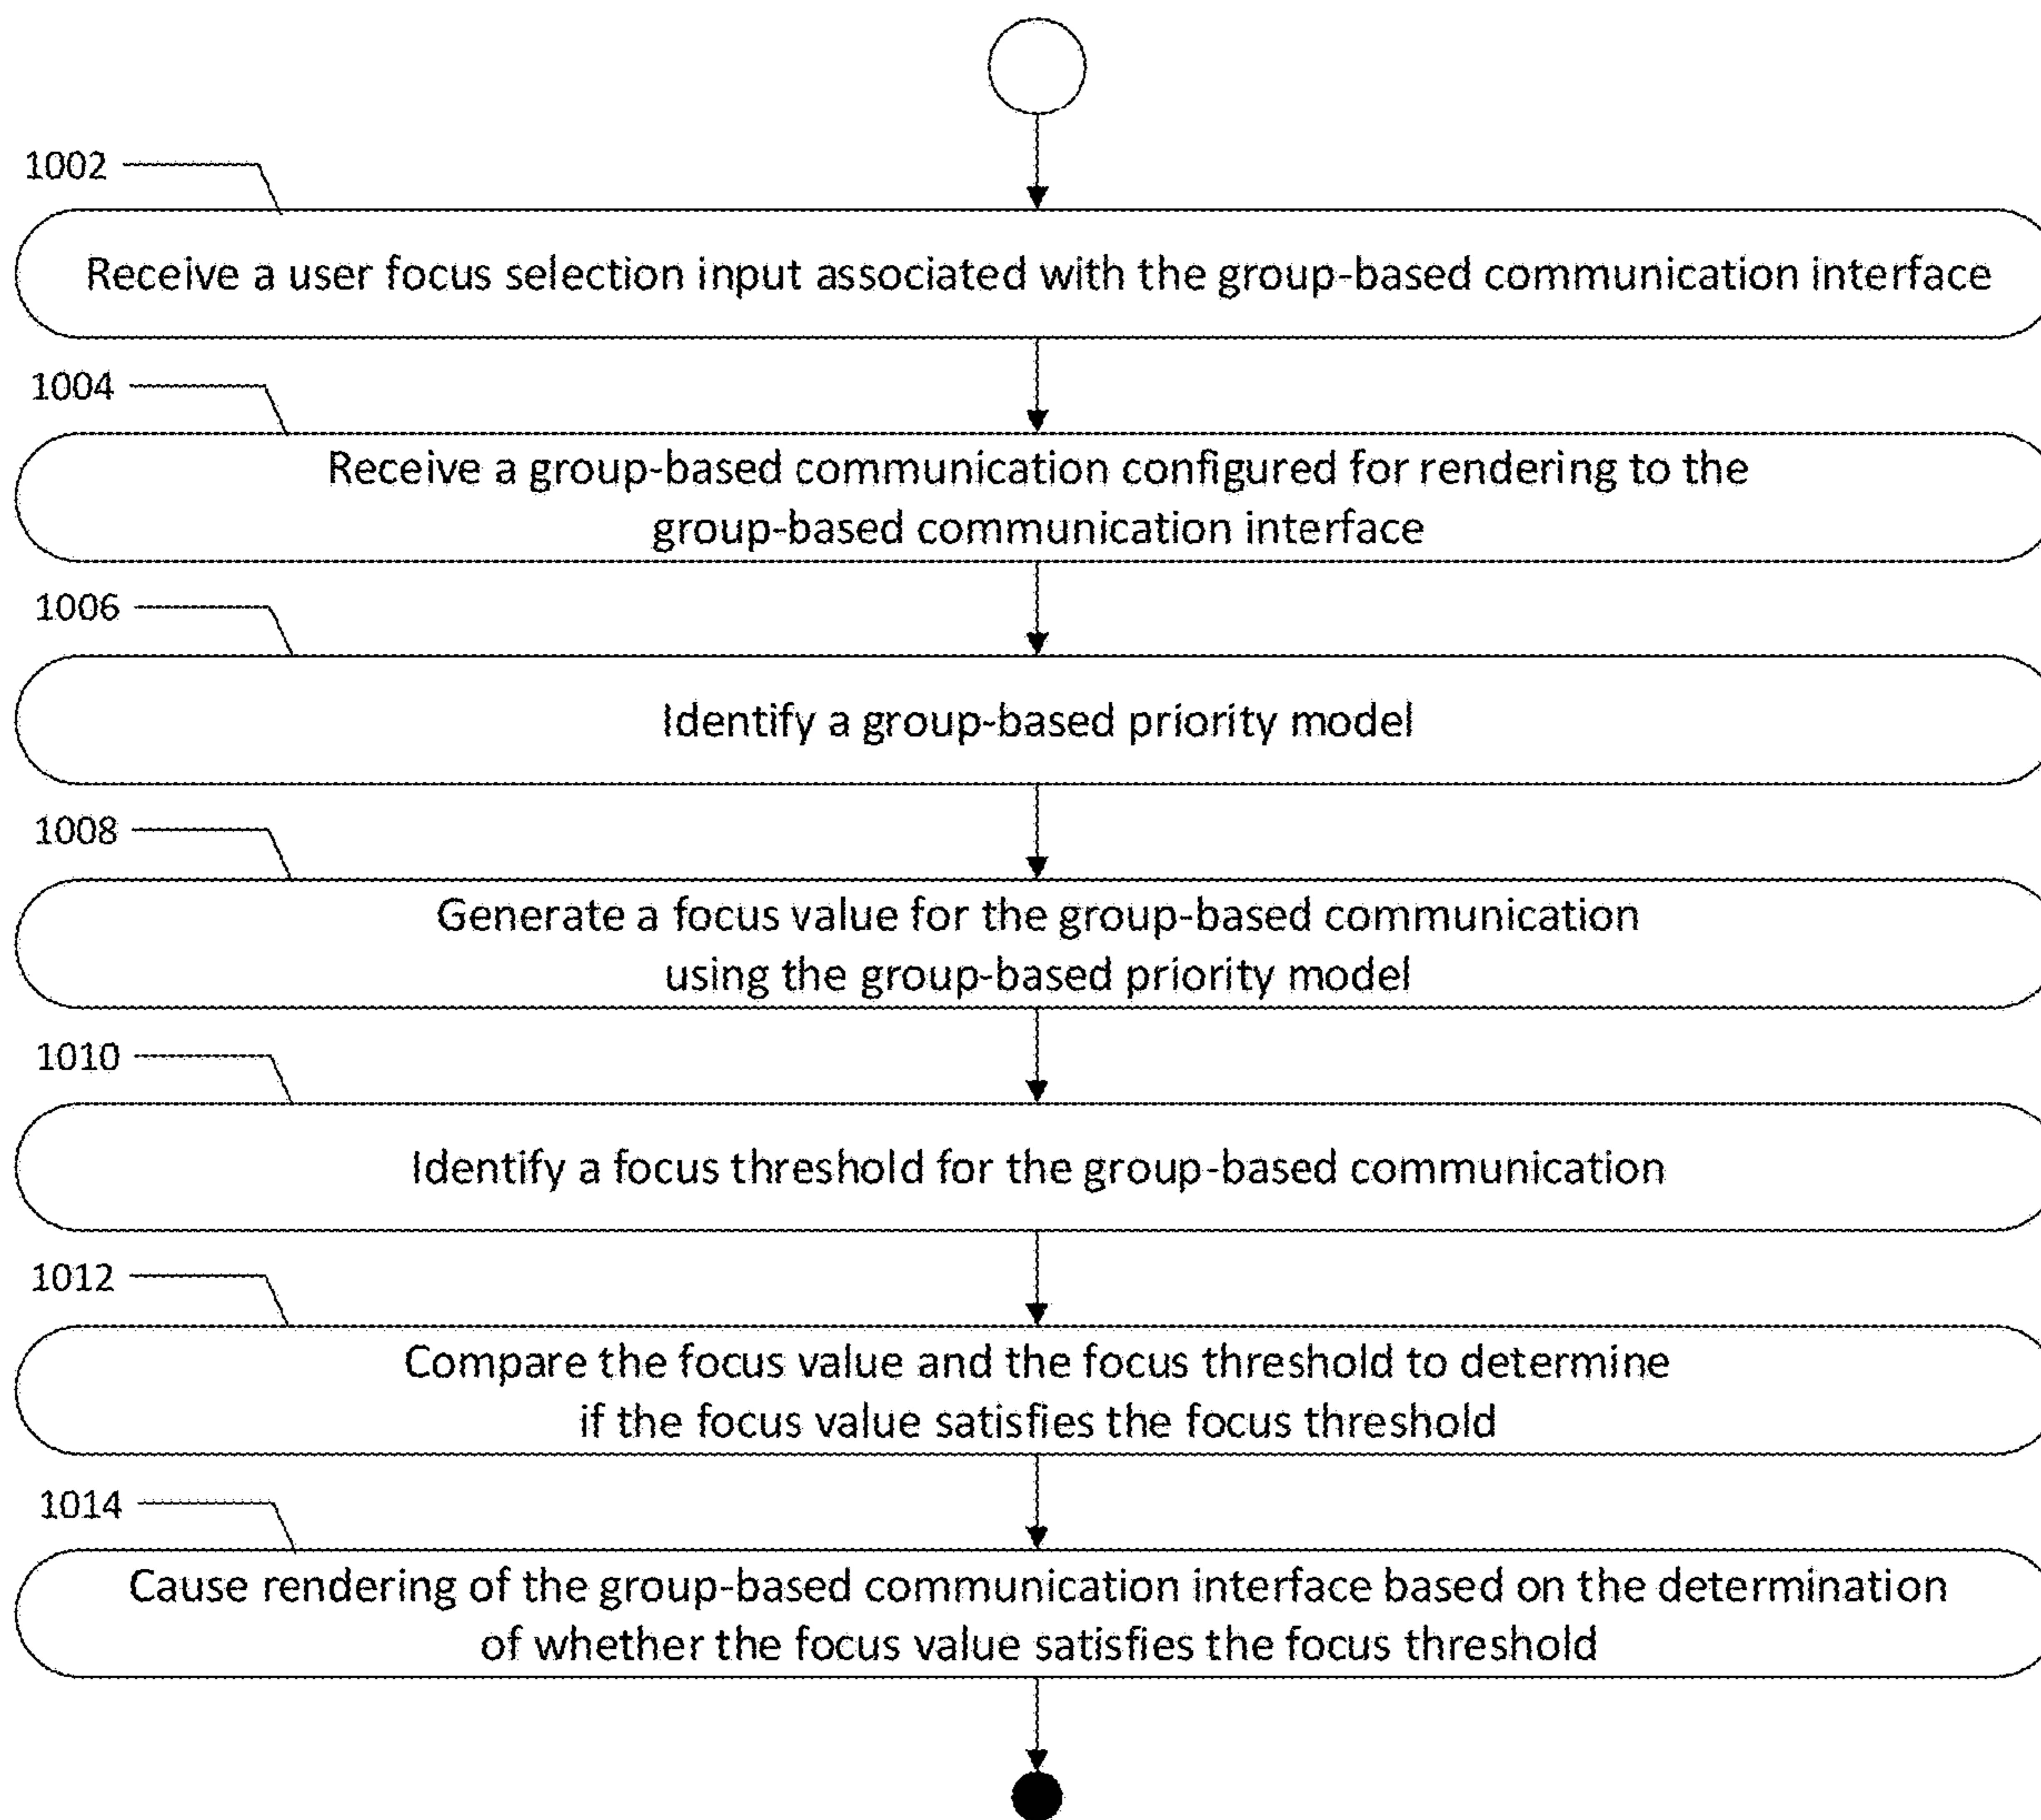 1002
Receive a user focus selection input associated with the group-based communication interface
1004
Receive a group-based communication configured for rendering to the
group-based communication interface
1006
Identify a group-based priority model
1008
Generate a focus value for the group-based communication
using the group-based priority model
1010
Identify a focus threshold for the group-based communication
1012
Compare the focus value and the focus threshold to determine
if the focus value satisfies the focus threshold
1014
Cause rendering of the group-based communication interface based on the determination
of whether the focus value satisfies the focus threshold